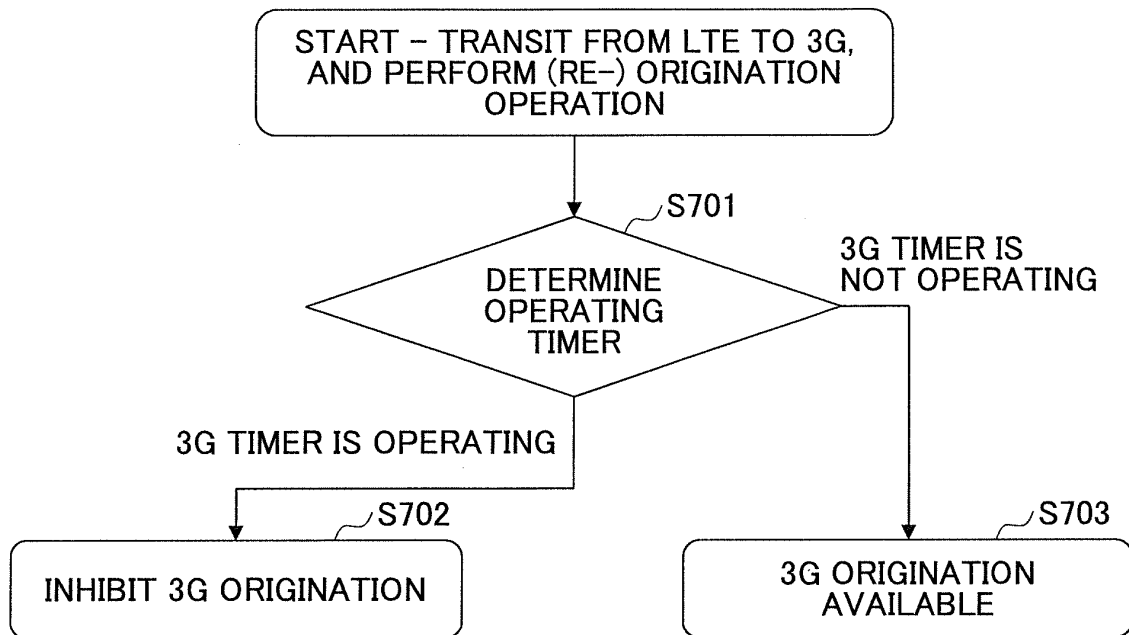 START – TRANSIT FROM LTE TO 3G,
AND PERFORM (RE-) ORIGINATION
OPERATION
S701
DETERMINE
OPERATING
TIMER
3G TIMER IS
NOT OPERATING
3G TIMER IS OPERATING
S702
INHIBIT 3G ORIGINATION
S703
3G ORIGINATION
AVAILABLE